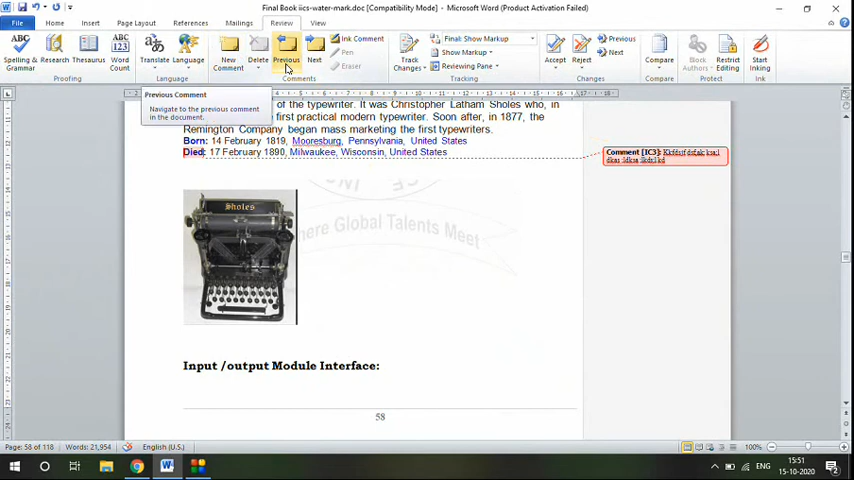 Final Book iics-water-mark.doc [Compatibility Mode] - Microsoft Word (Product Activation Failed)
File Home Insert Page Layout References Mailings Review View
Spelling & Grammar Research Thesaurus Word Count Translate Language New Comment Delete Previous Next Ink Comment Pen Eraser Track Changes Final: Show Markup Show Markup Reviewing Pane Accept Reject Previous Next Compare Block Authors Restrict Editing Start Inking
Proofing Language Comments Tracking Changes Compare Protect Ink
Previous Comment
Navigate to the previous comment
in the document.
of the typewriter. It was Christopher Latham Sholes who, in
first practical modern typewriter. Soon after, in 1877, the
Remington Company began mass marketing the first typewriters.
Born: 14 February 1819, Mooresburg, Pennsylvania, United States
Died: 17 February 1890, Milwaukee, Wisconsin, United States
Comment [IC3]:
here Global Talents Meet
Sholes
Input /output Module Interface:
58
Page: 58 of 118 Words: 21,954 English (U.S.) 100%
ENG
15:51
15-10-2020